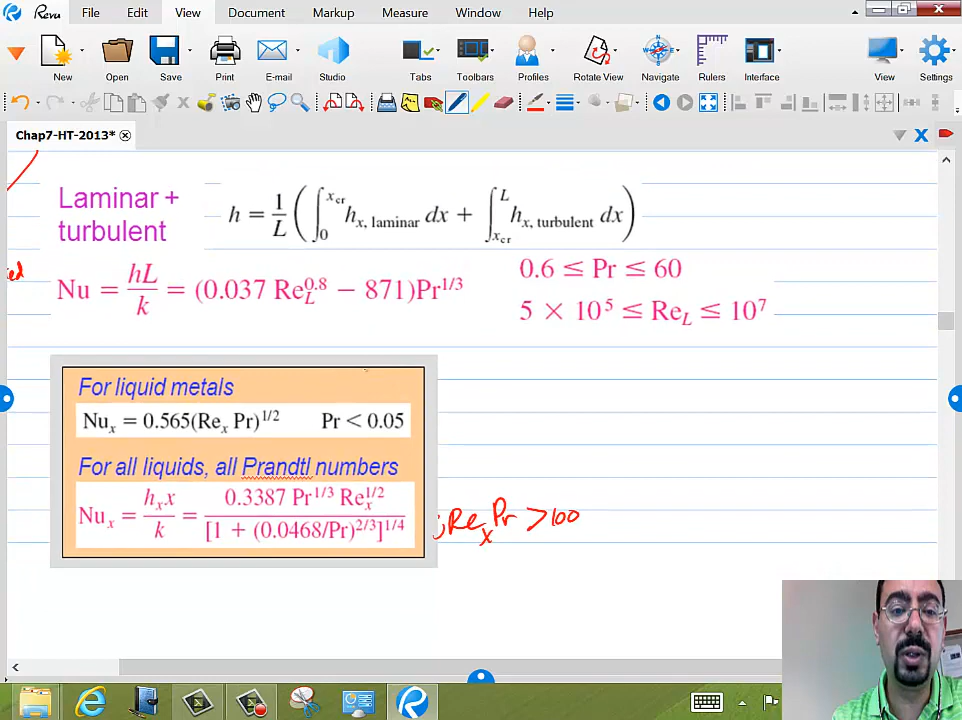 Revu File Edit View Document Markup Measure Window Help
New Open Save Print E-mail Studio Tabs Toolbars Profiles Rotate View Navigate Rulers Interface View Settings
Chap7-HT-2013*
Laminar +
turbulent
h = 1/L ( ∫_0^{x_cr} h_{x, laminar} dx + ∫_{x_cr}^L h_{x, turbulent} dx )
Nu = hL/k = (0.037 Re_L^{0.8} − 871)Pr^{1/3}
0.6 ≤ Pr ≤ 60
5 × 10^5 ≤ Re_L ≤ 10^7
For liquid metals
Nu_x = 0.565(Re_x Pr)^{1/2} Pr < 0.05
For all liquids, all Prandtl numbers
Nu_x = h_x x/k = 0.3387 Pr^{1/3} Re_x^{1/2} / [1 + (0.0468/Pr)^{2/3}]^{1/4}
; Re_x Pr > 100